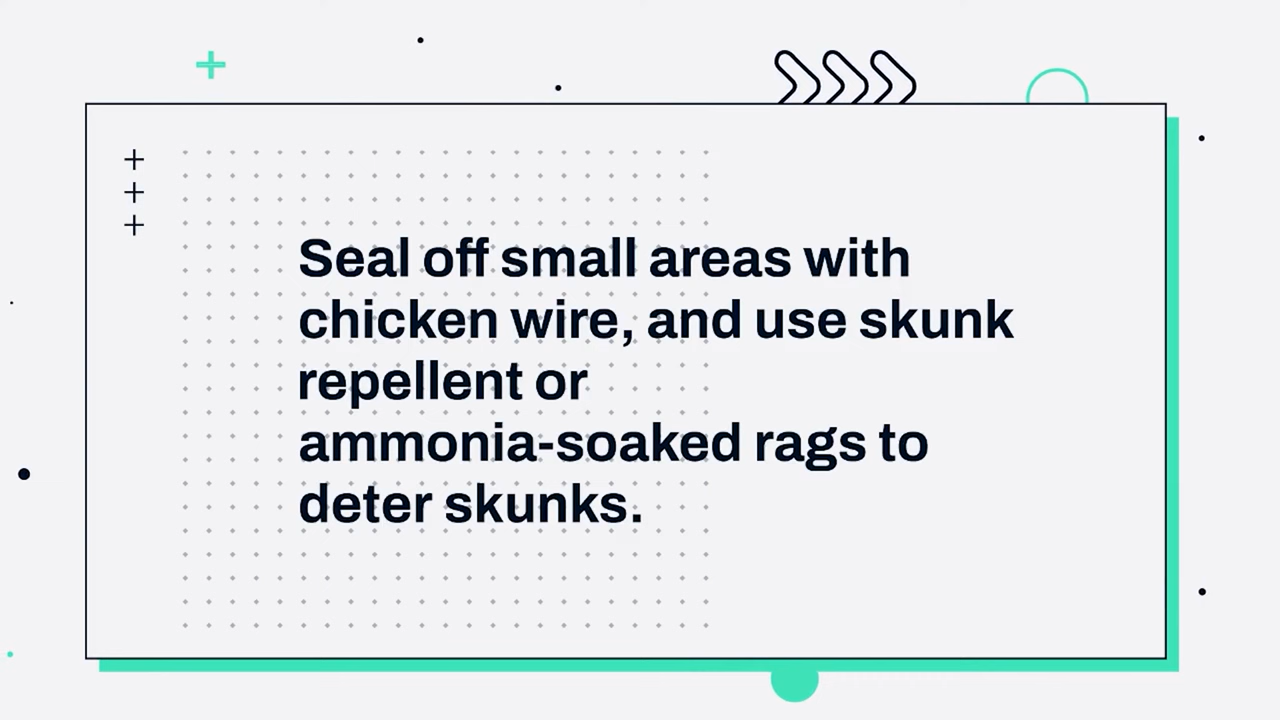 Seal off small areas with
chicken wire, and use skunk
repellent or
ammonia-soaked rags to
deter skunks.